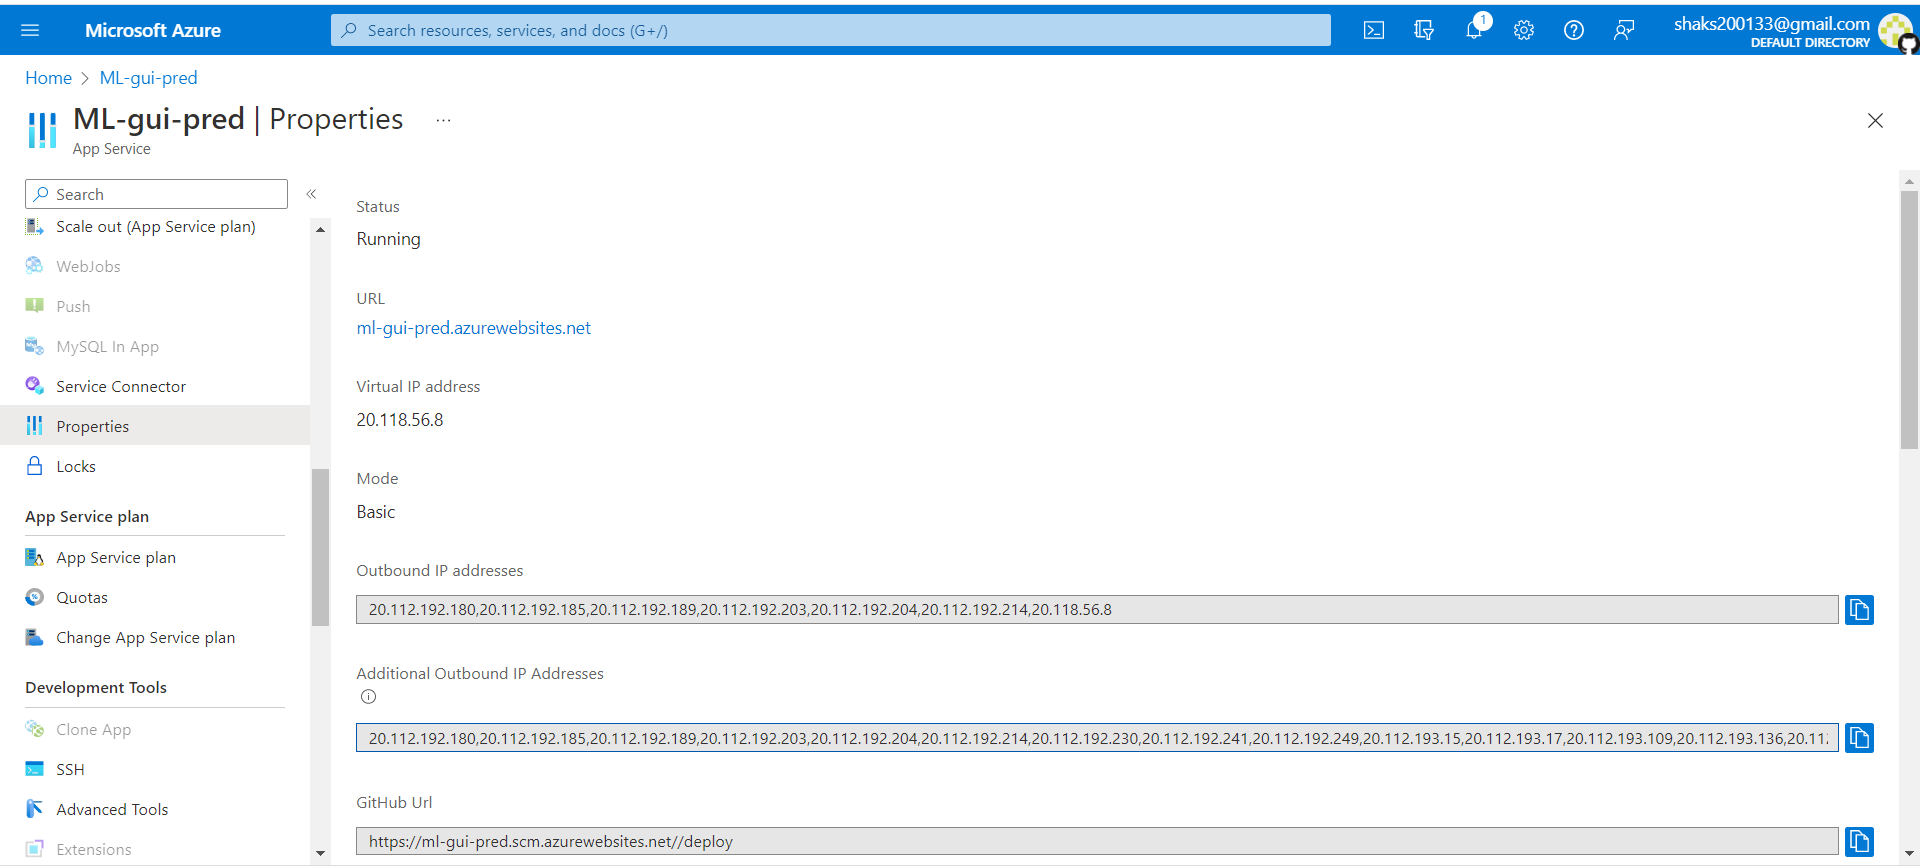 Microsoft Azure
Search resources, services, and docs (G+/)
1
shaks200133@gmail.com
DEFAULT DIRECTORY
Home > ML-gui-pred
ML-gui-pred | Properties ...
App Service
Search «
Scale out (App Service plan)
WebJobs
Push
MySQL In App
Service Connector
Properties
Locks
App Service plan
App Service plan
Quotas
Change App Service plan
Development Tools
Clone App
SSH
Advanced Tools
Extensions
Status
Running
URL
ml-gui-pred.azurewebsites.net
Virtual IP address
20.118.56.8
Mode
Basic
Outbound IP addresses
20.112.192.180,20.112.192.185,20.112.192.189,20.112.192.203,20.112.192.204,20.112.192.214,20.118.56.8
Additional Outbound IP Addresses
20.112.192.180,20.112.192.185,20.112.192.189,20.112.192.203,20.112.192.204,20.112.192.214,20.112.192.230,20.112.192.241,20.112.192.249,20.112.193.15,20.112.193.17,20.112.193.109,20.112.193.136,20.11
GitHub Url
https://ml-gui-pred.scm.azurewebsites.net//deploy